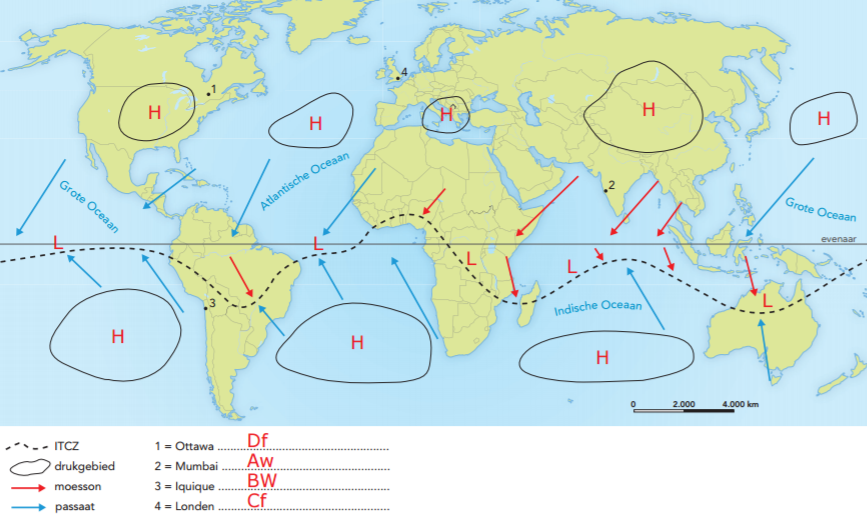 4
1
H
H
H
H
H
2
Grote Oceaan
Atlantische Oceaan
Grote Oceaan
evenaar
L
L
L
L
3
L
Indische Oceaan
H
H
H
0 2.000 4.000 km
ITCZ
drukgebied
moesson
passaat
1 = Ottawa Df
2 = Mumbai Aw
3 = Iquique BW
4 = Londen Cf